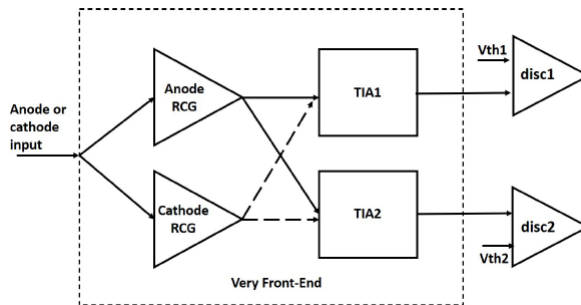 Anode
RCG
TIA1
Vth1
disc1
Anode or
cathode
input
Cathode
RCG
TIA2
disc2
Vth2
Very Front-End